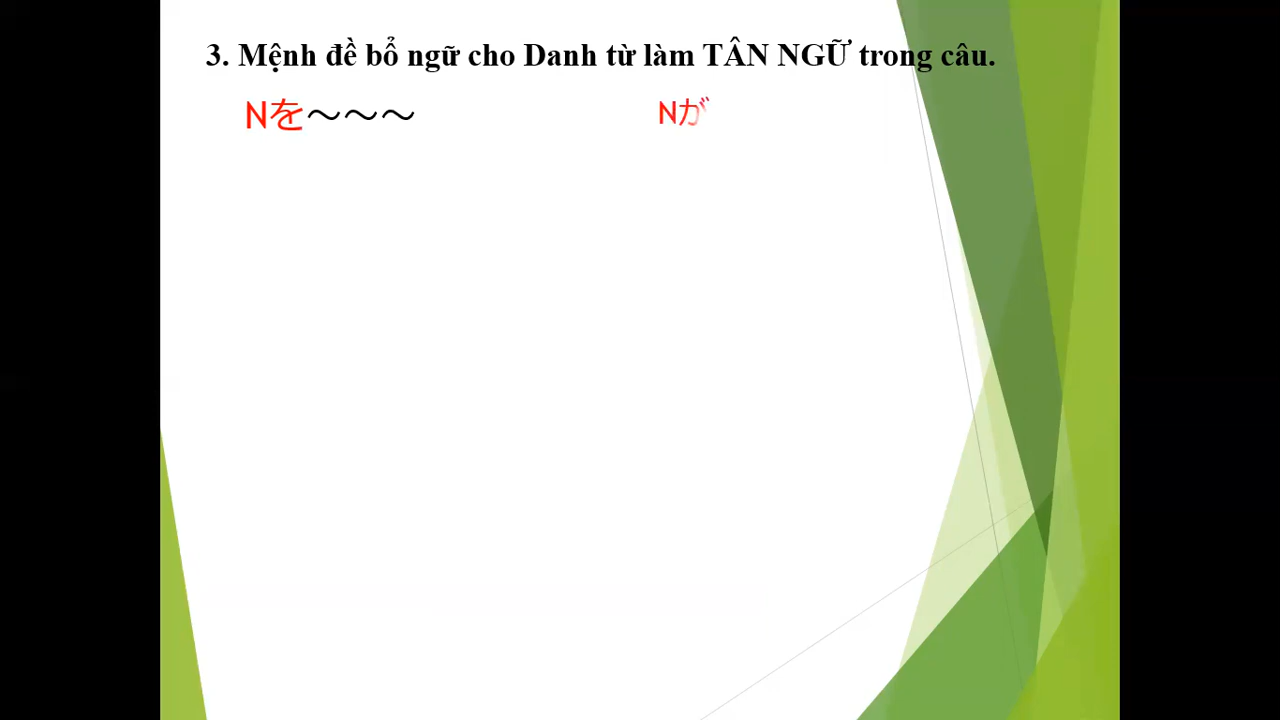 3. Mệnh đề bổ ngữ cho Danh từ làm TÂN NGỮ trong câu.
Nを～～～ Nが